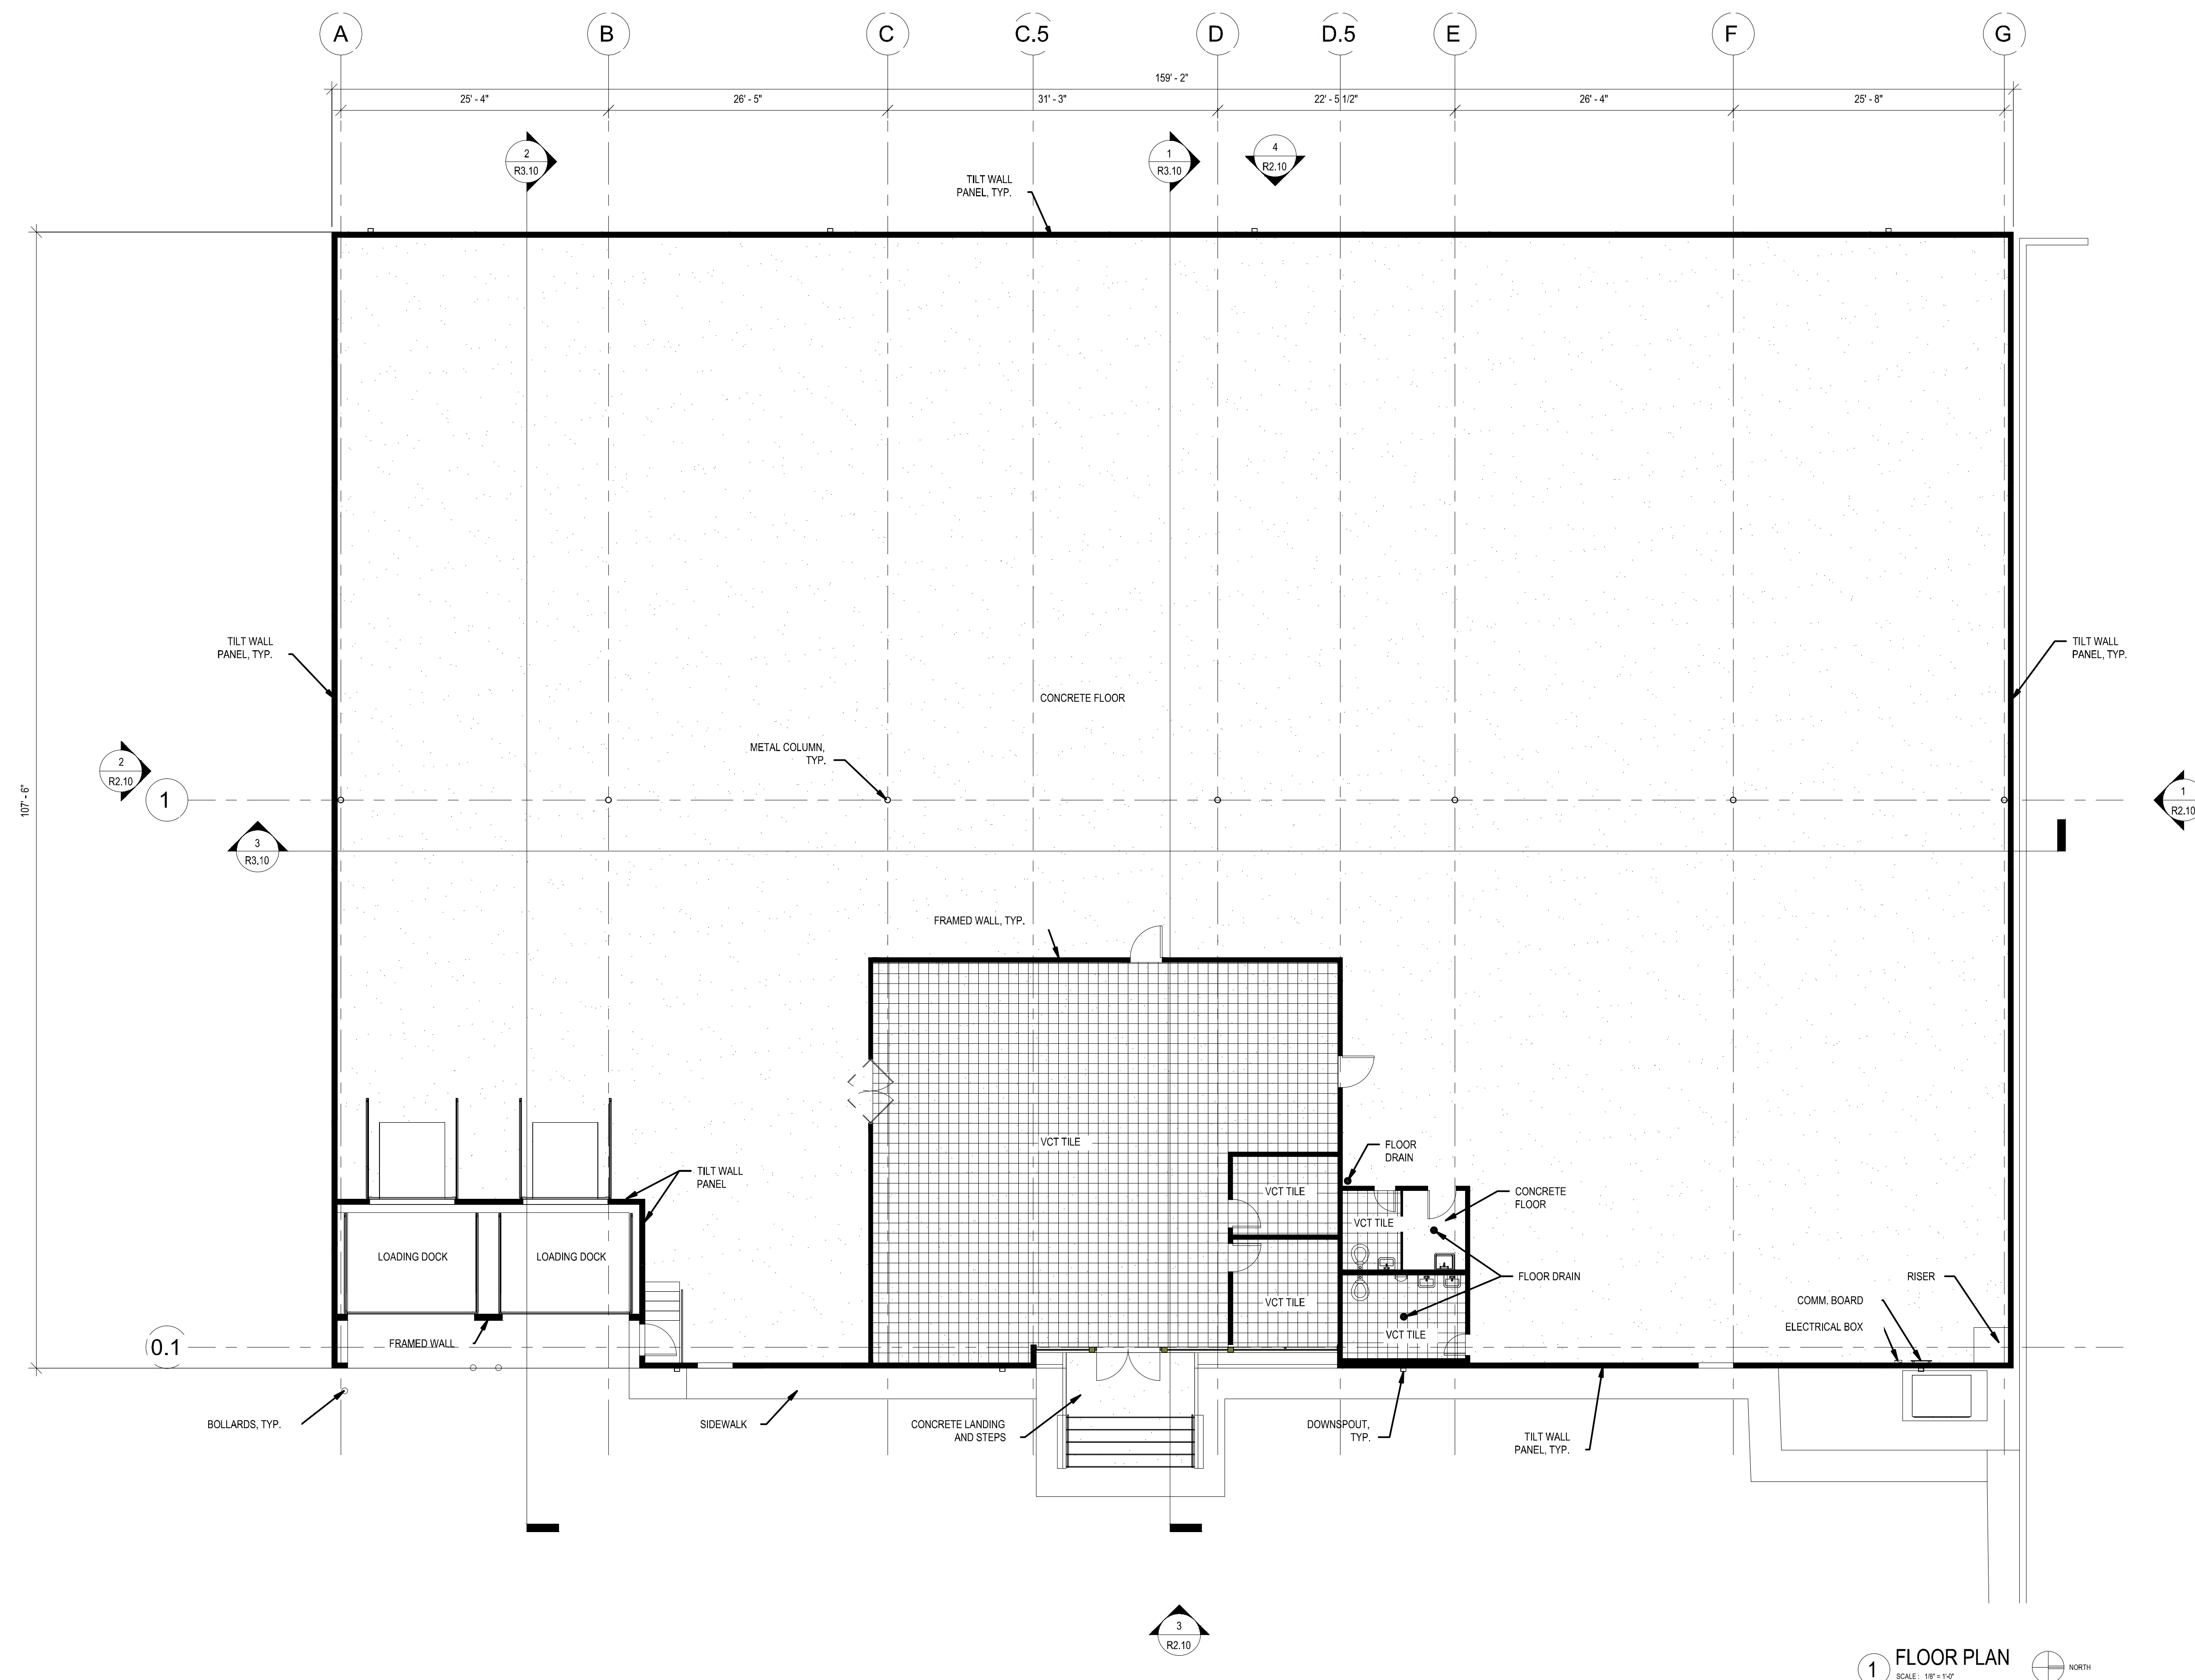 A
B
C
C.5
D
D.5
E
F
G
159' - 2"
25' - 4"
26' - 5"
31' - 3"
22' - 5 1/2"
26' - 4"
25' - 8"
2
R3.10
1
R3.10
4
R2.10
TILT WALL
PANEL, TYP.
TILT WALL
PANEL, TYP.
TILT WALL
PANEL, TYP.
CONCRETE FLOOR
METAL COLUMN,
TYP.
2
R2.10
1
107' - 6"
1
R2.10
3
R3.10
FRAMED WALL, TYP.
VCT TILE
FLOOR
DRAIN
TILT WALL
PANEL
VCT TILE
CONCRETE
FLOOR
VCT TILE
LOADING DOCK
LOADING DOCK
FLOOR DRAIN
RISER
VCT TILE
COMM. BOARD
ELECTRICAL BOX
VCT TILE
FRAMED WALL
0.1
BOLLARDS, TYP.
SIDEWALK
CONCRETE LANDING
AND STEPS
DOWNSPOUT,
TYP.
TILT WALL
PANEL, TYP.
3
R2.10
1
FLOOR PLAN
SCALE : 1/8" = 1'-0"
NORTH